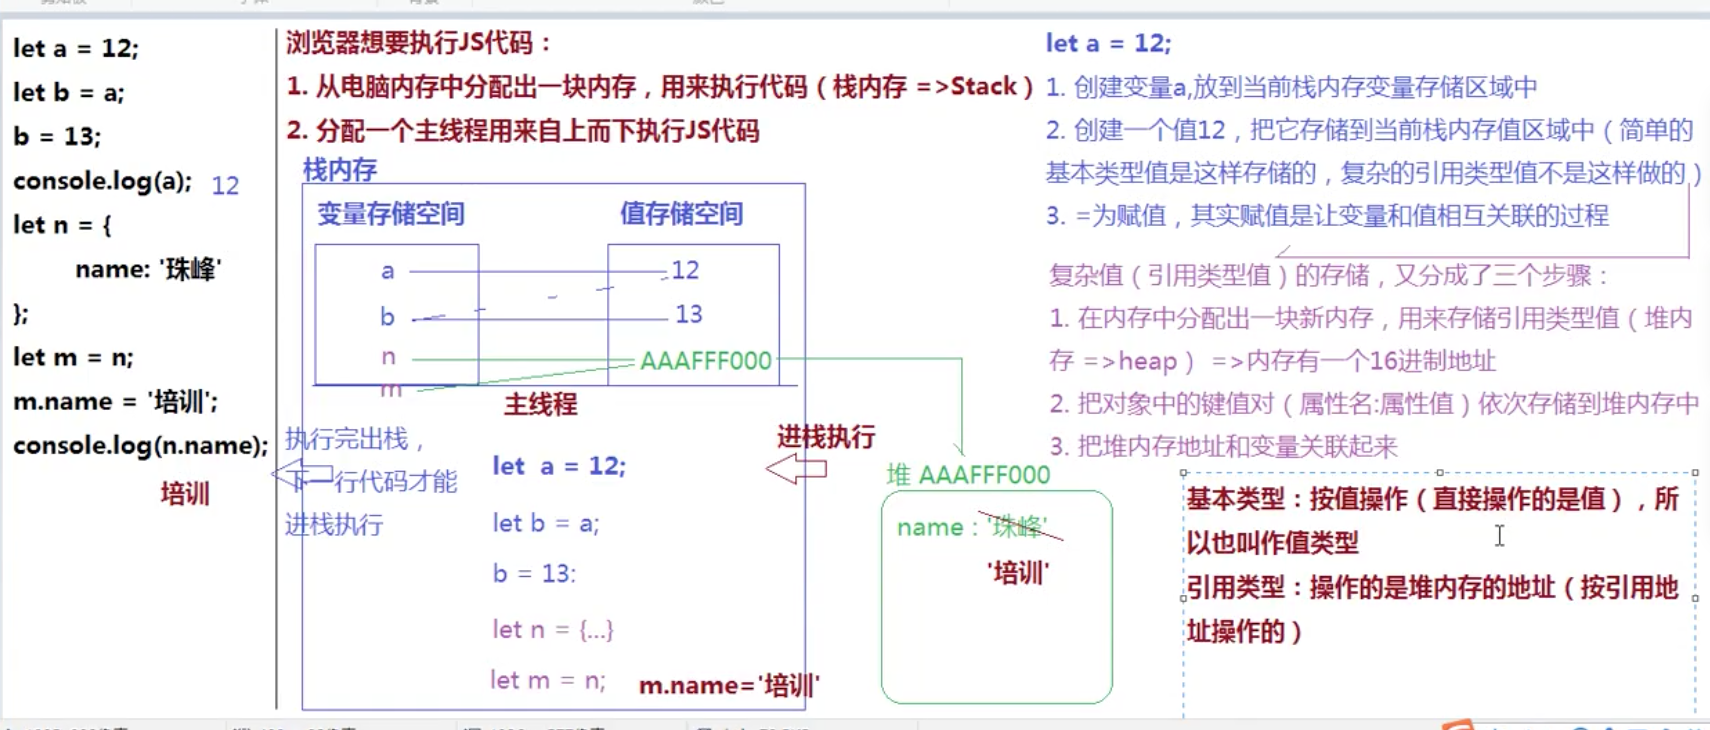 let a = 12;
let b = a;
b = 13;
console.log(a); 12
let n = {
name: '珠峰'
};
let m = n;
m.name = '培训';
console.log(n.name);
培训
浏览器想要执行JS代码：
1. 从电脑内存中分配出一块内存，用来执行代码（栈内存 =>Stack）
2. 分配一个主线程用来自上而下执行JS代码
栈内存
变量存储空间 值存储空间
a 12
b 13
n AAAFFF000
m
主线程
执行完出栈，
下一行代码才能
进栈执行
进栈执行
let a = 12;
let b = a;
b = 13:
let n = {...}
let m = n; m.name='培训'
堆 AAAFFF000
name：'珠峰'
'培训'
let a = 12;
1. 创建变量a,放到当前栈内存变量存储区域中
2. 创建一个值12，把它存储到当前栈内存值区域中（简单的
基本类型值是这样存储的，复杂的引用类型值不是这样做的）
3. =为赋值，其实赋值是让变量和值相互关联的过程
复杂值（引用类型值）的存储，又分成了三个步骤：
1. 在内存中分配出一块新内存，用来存储引用类型值（堆内
存 =>heap） =>内存有一个16进制地址
2. 把对象中的键值对（属性名:属性值）依次存储到堆内存中
3. 把堆内存地址和变量关联起来
基本类型：按值操作（直接操作的是值），所
以也叫作值类型
引用类型：操作的是堆内存的地址（按引用地
址操作的）